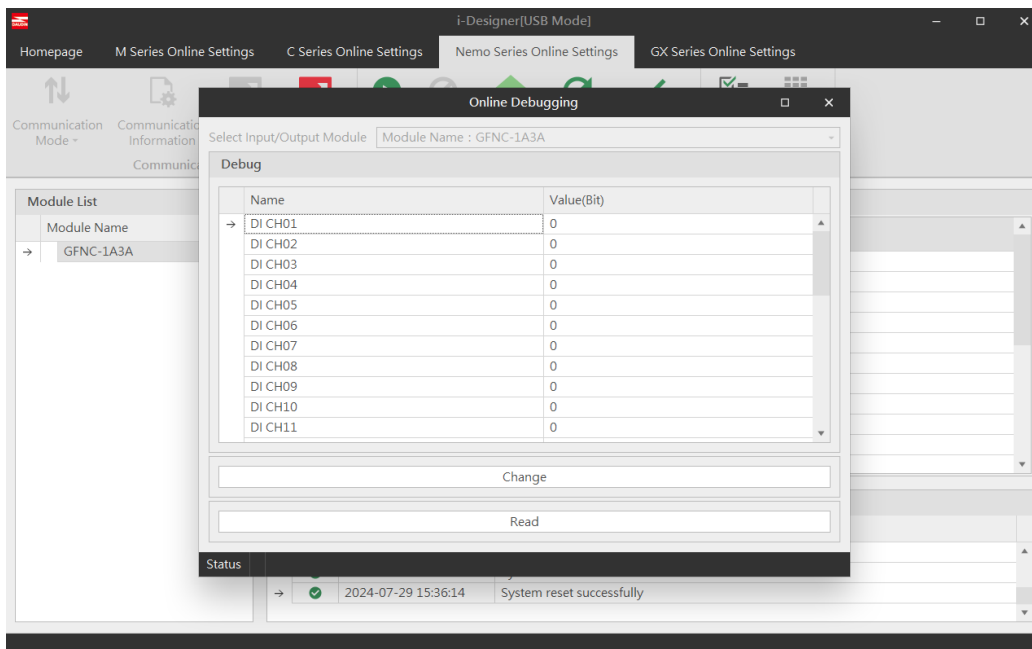 DAUDIN
i-Designer[USB Mode]
Homepage
M Series Online Settings
C Series Online Settings
Nemo Series Online Settings
GX Series Online Settings
Communication
Mode
Communicatio
Information
Communica
Online Debugging
Select Input/Output Module
Module Name : GFNC-1A3A
Debug
Name Value(Bit)
DI CH01 0
DI CH02 0
DI CH03 0
DI CH04 0
DI CH05 0
DI CH06 0
DI CH07 0
DI CH08 0
DI CH09 0
DI CH10 0
DI CH11 0
Change
Read
Status
Module List
Module Name
GFNC-1A3A
2024-07-29 15:36:14 System reset successfully